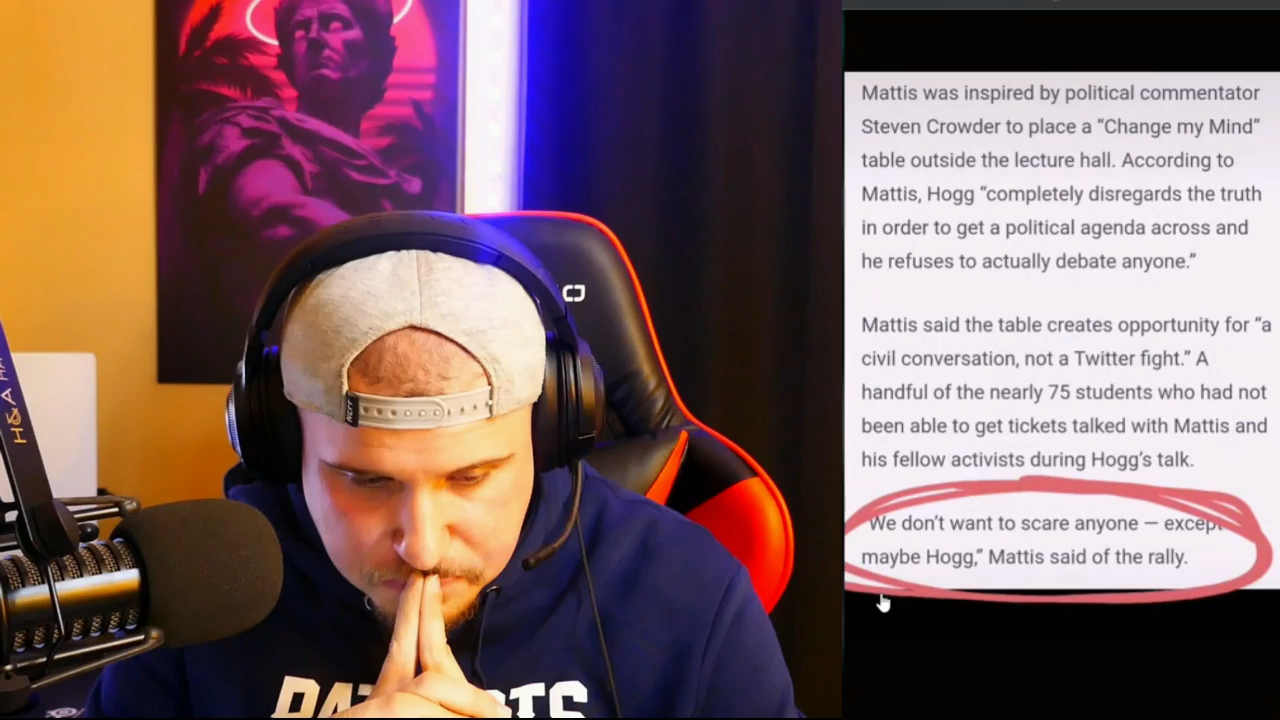 Mattis was inspired by political commentator
Steven Crowder to place a “Change my Mind”
table outside the lecture hall. According to
Mattis, Hogg “completely disregards the truth
in order to get a political agenda across and
he refuses to actually debate anyone.”
Mattis said the table creates opportunity for “a
civil conversation, not a Twitter fight.” A
handful of the nearly 75 students who had not
been able to get tickets talked with Mattis and
his fellow activists during Hogg’s talk.
“We don’t want to scare anyone — except
maybe Hogg,” Mattis said of the rally.
H&A
PATRIOTS